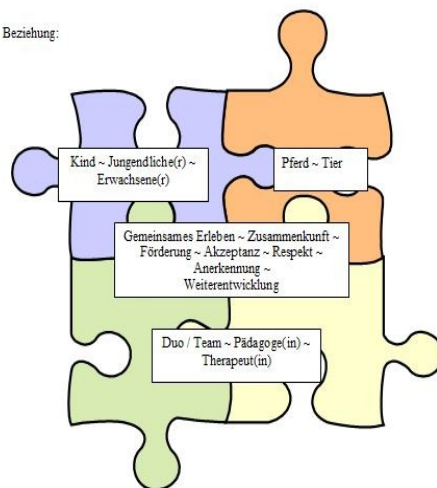 Beziehung:
Kind ~ Jungendliche(r) ~
Erwachsene(r)
Pferd ~ Tier
Gemeinsames Erleben ~ Zusammenkunft ~
Förderung ~ Akzeptanz ~ Respekt ~
Anerkennung ~
Weiterentwicklung
Duo / Team ~ Pädagoge(in) ~
Therapeut(in)